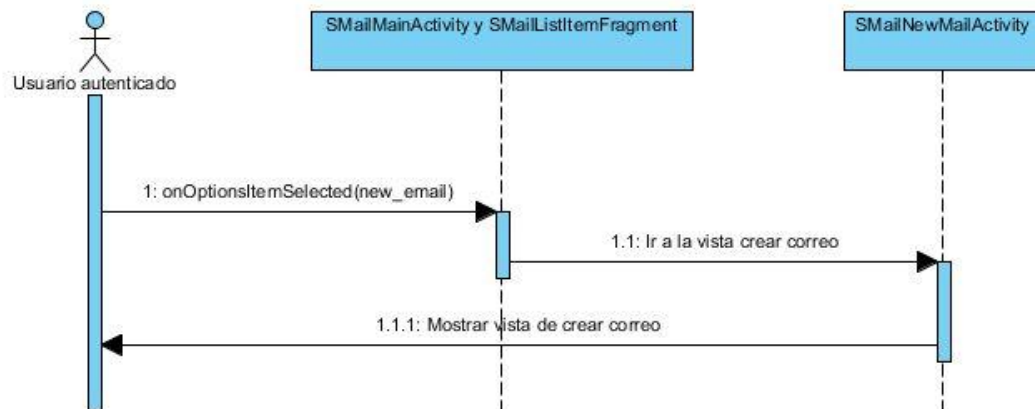 SMailMainActivity y SMailListItemFragment
SMailNewMailActivity
Usuario autenticado
1: onOptionsItemSelected(new_email)
1.1: Ir a la vista crear correo
1.1.1: Mostrar vista de crear correo